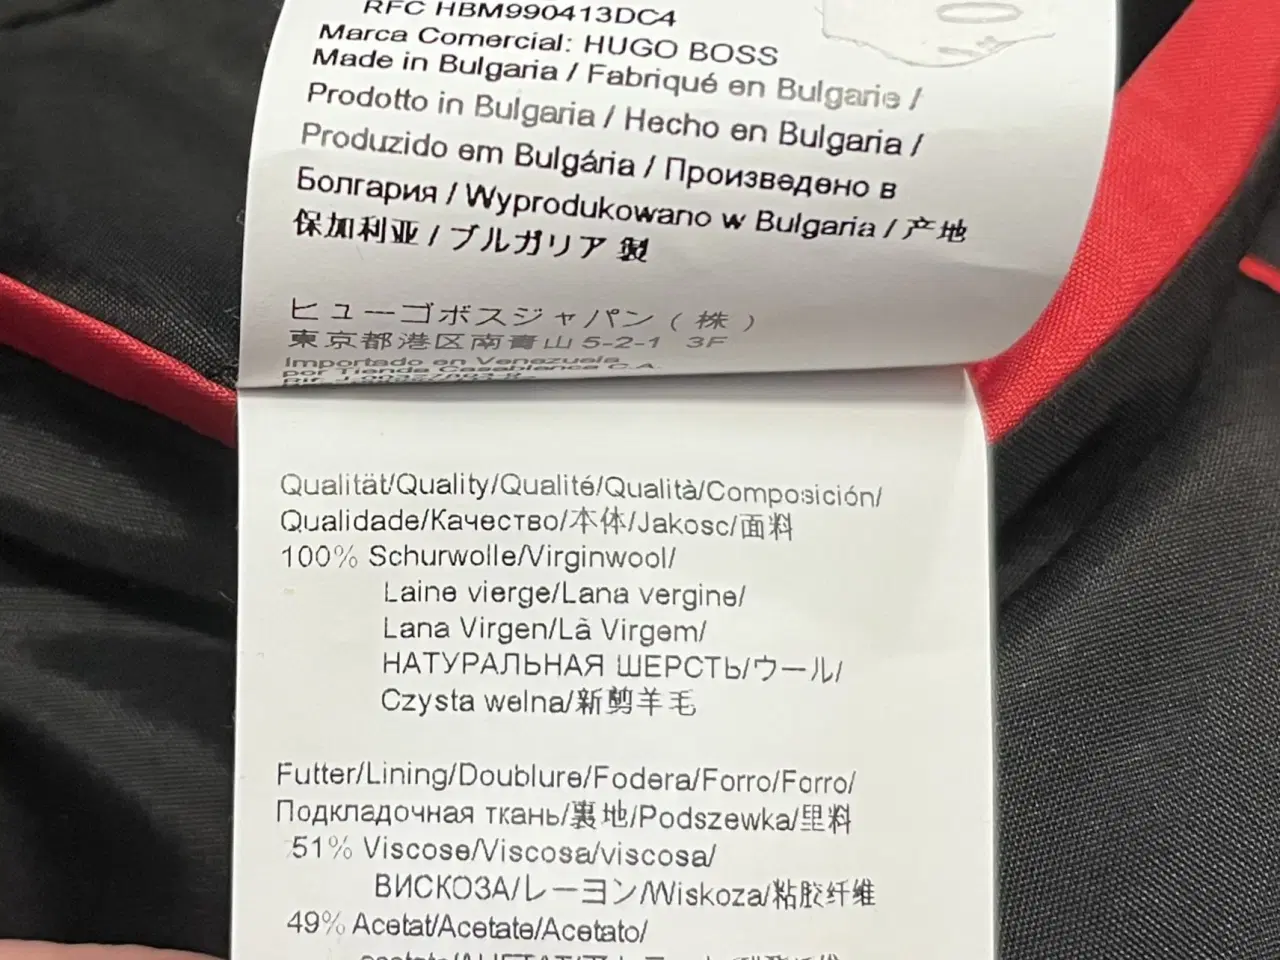 RFC HBM990413DC4
Marca Comercial: HUGO BOSS
Made in Bulgaria / Fabriqué en Bulgarie /
Prodotto in Bulgaria / Hecho en Bulgaria /
Produzido em Bulgária / Произведено в
Болгария / Wyprodukowano w Bulgaria / 产地
保加利亚 / ブルガリア 製
ヒューゴボスジャパン ( 株 )
東京都港区南青山 5-2-1 3F
Importado en Venezuela
por Tienda Casablanca C.A.
Qualität/Quality/Qualité/Qualità/Composición/
Qualidade/Качество/本体/Jakosc/面料
100% Schurwolle/Virginwool/
Laine vierge/Lana vergine/
Lana Virgen/Là Virgem/
НАТУРАЛЬНАЯ ШЕРСТЬ/ウール/
Czysta welna/新剪羊毛
Futter/Lining/Doublure/Fodera/Forro/Forro/
Подкладочная ткань/裏地/Podszewka/里料
51% Viscose/Viscosa/viscosa/
ВИСКОЗА/レーヨン/Wiskoza/粘胶纤维
49% Acetat/Acetate/Acetato/